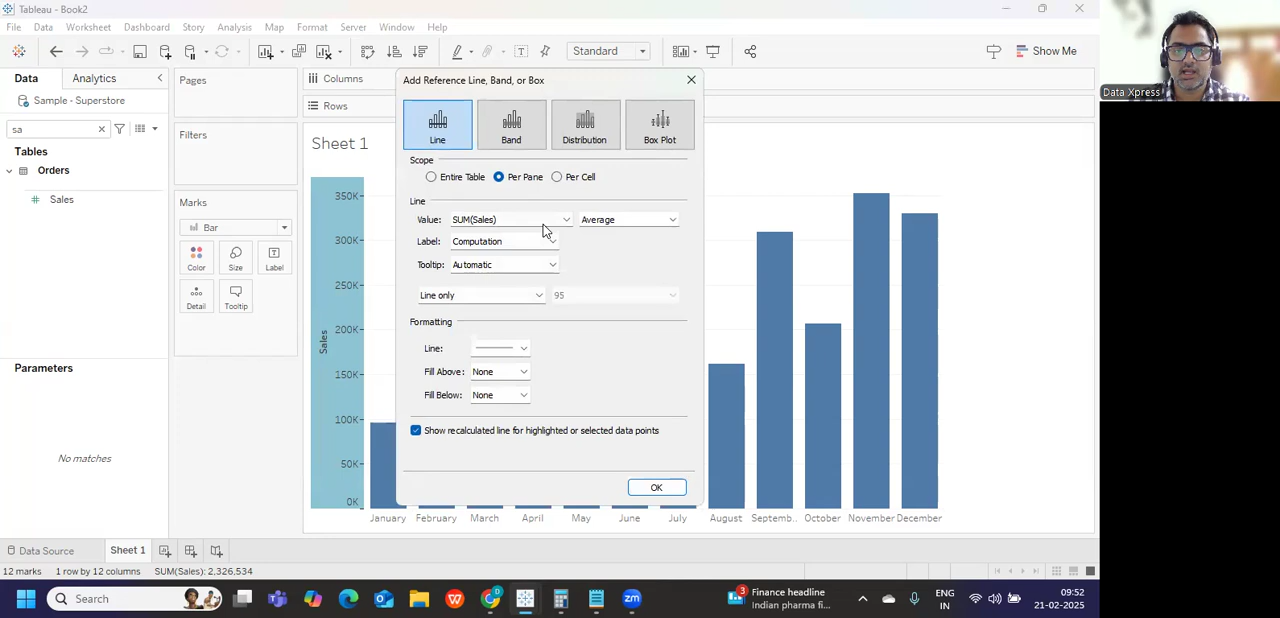 Tableau - Book2
File Data Worksheet Dashboard Story Analysis Map Format Server Window Help
Standard
Show Me
Data Analytics
Sample - Superstore
sa
Tables
Orders
Sales
Parameters
No matches
Pages
Filters
Marks
Bar
Color Size Label
Detail Tooltip
Columns
Rows
Sheet 1
Sales
350K
300K
250K
200K
150K
100K
50K
0K
January February March April May June July August Septemb.. October November December
Add Reference Line, Band, or Box
Line Band Distribution Box Plot
Scope
Entire Table Per Pane Per Cell
Line
Value: SUM(Sales) Average
Label: Computation
Tooltip: Automatic
Line only 95
Formatting
Line:
Fill Above: None
Fill Below: None
Show recalculated line for highlighted or selected data points
OK
Data Xpress
Data Source Sheet 1
12 marks 1 row by 12 columns SUM(Sales): 2,326,534
Search
3
Finance headline
Indian pharma fi...
ENG
IN
09:52
21-02-2025